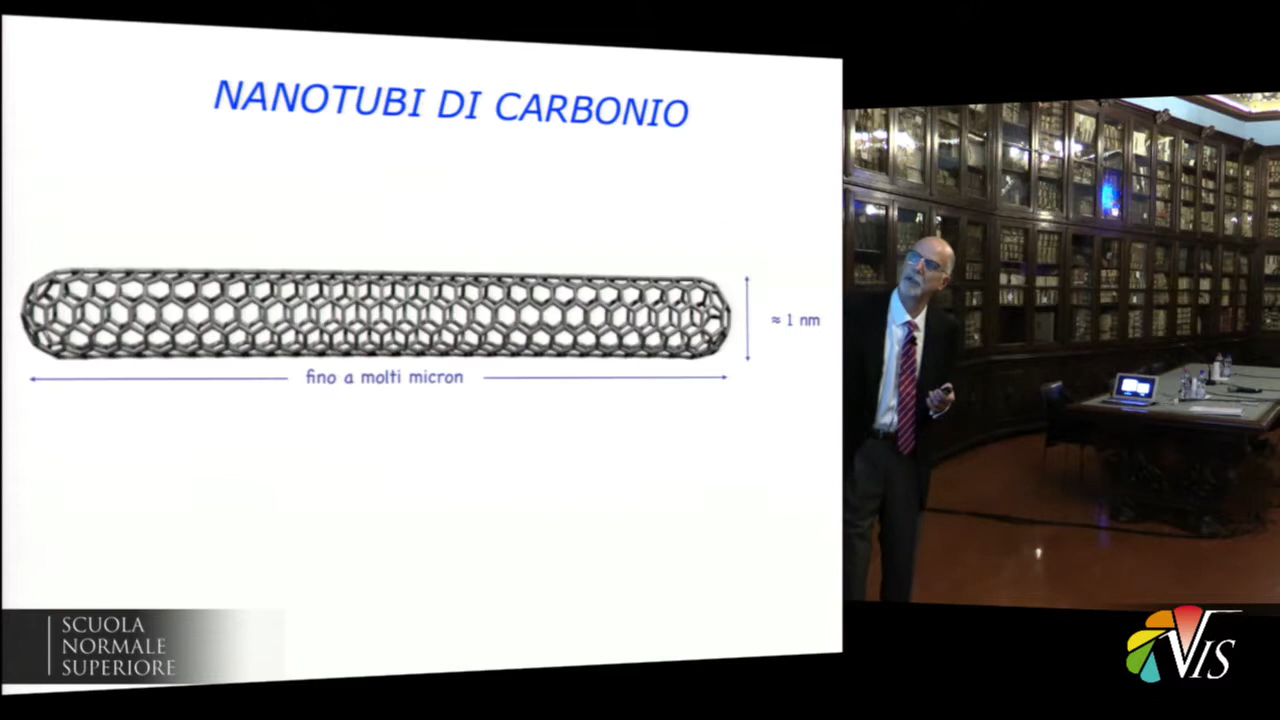 NANOTUBI DI CARBONIO
≈ 1 nm
fino a molti micron
SCUOLA
NORMALE
SUPERIORE
VIS